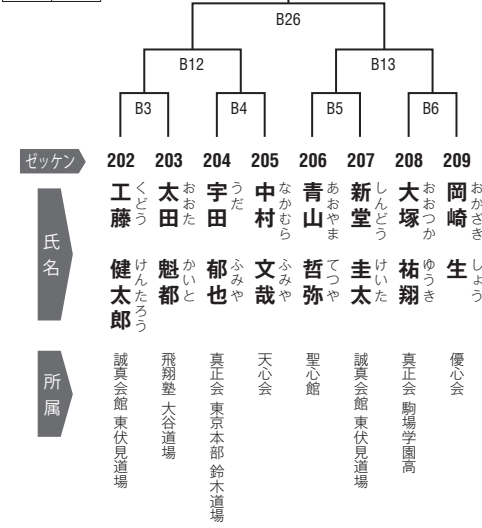 B26
B12
B13
B3
B4
B5
B6
ゼッケン
202
203
204
205
206
207
208
209
氏名
工藤 健太郎
くどう けんたろう
太田 魁都
おおた かいと
宇田 郁也
うだ ふみや
中村 文哉
なかむら ふみや
青山 哲弥
あおやま てつや
新堂 圭太
しんどう けいた
大塚 祐翔
おおつか ゆうき
岡崎 生
おかざき しょう
所属
誠真会館 東伏見道場
飛翔塾 大谷道場
真正会 東京本部 鈴木道場
天心会
聖心館
誠真会館 東伏見道場
真正会 駒場学園高
優心会